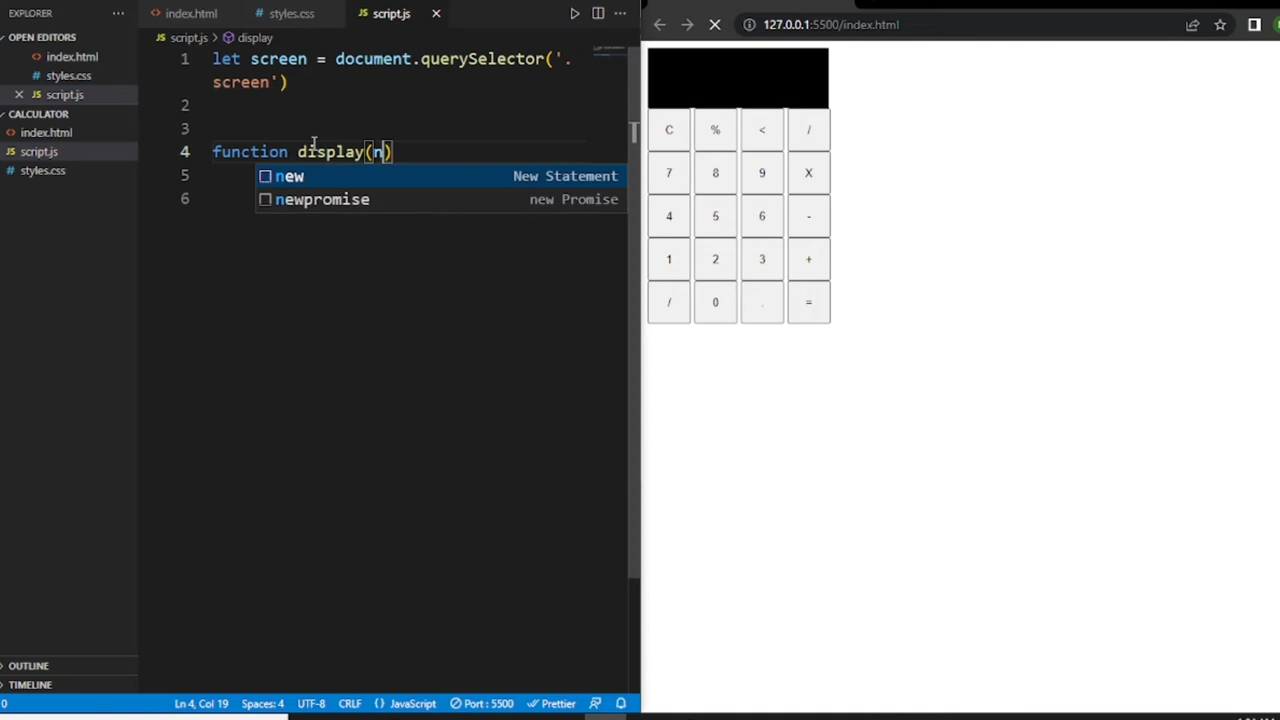 EXPLORER
OPEN EDITORS
index.html
styles.css
script.js
CALCULATOR
index.html
script.js
styles.css
OUTLINE
TIMELINE
index.html
styles.css
script.js
script.js > display
1 let screen = document.querySelector('.
screen')
2
3
4 function display(n)
5
6
new New Statement
newpromise new Promise
0 Ln 4, Col 19 Spaces: 4 UTF-8 CRLF {} JavaScript Port : 5500 Prettier
127.0.0.1:5500/index.html
C % < /
7 8 9 X
4 5 6 -
1 2 3 +
/ 0 . =